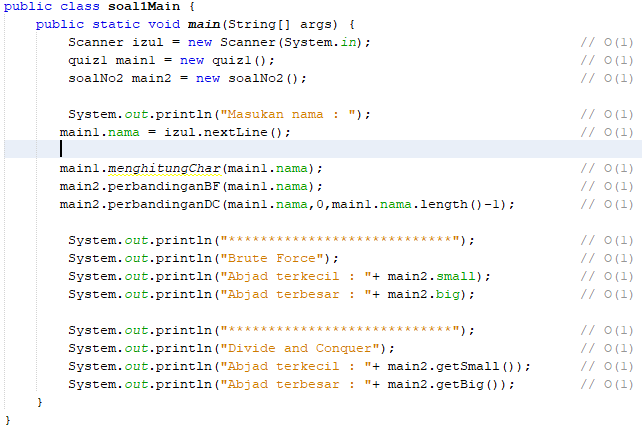 public class soal1Main {
    public static void main(String[] args) {
        Scanner izul = new Scanner(System.in); // O(1)
        quiz1 main1 = new quiz1(); // O(1)
        soalNo2 main2 = new soalNo2(); // O(1)
        System.out.println("Masukan nama : "); // O(1)
       main1.nama = izul.nextLine(); // O(1)
       main1.menghitungChar(main1.nama); // O(1)
       main2.perbandinganBF(main1.nama); // O(1)
       main2.perbandinganDC(main1.nama,0,main1.nama.length()-1); // O(1)
        System.out.println("****************************"); // O(1)
        System.out.println("Brute Force"); // O(1)
        System.out.println("Abjad terkecil : "+ main2.small); // O(1)
        System.out.println("Abjad terbesar : "+ main2.big); // O(1)
        System.out.println("****************************"); // O(1)
        System.out.println("Divide and Conquer"); // O(1)
        System.out.println("Abjad terkecil : "+ main2.getSmall()); // O(1)
        System.out.println("Abjad terbesar : "+ main2.getBig()); // O(1)
    }
}